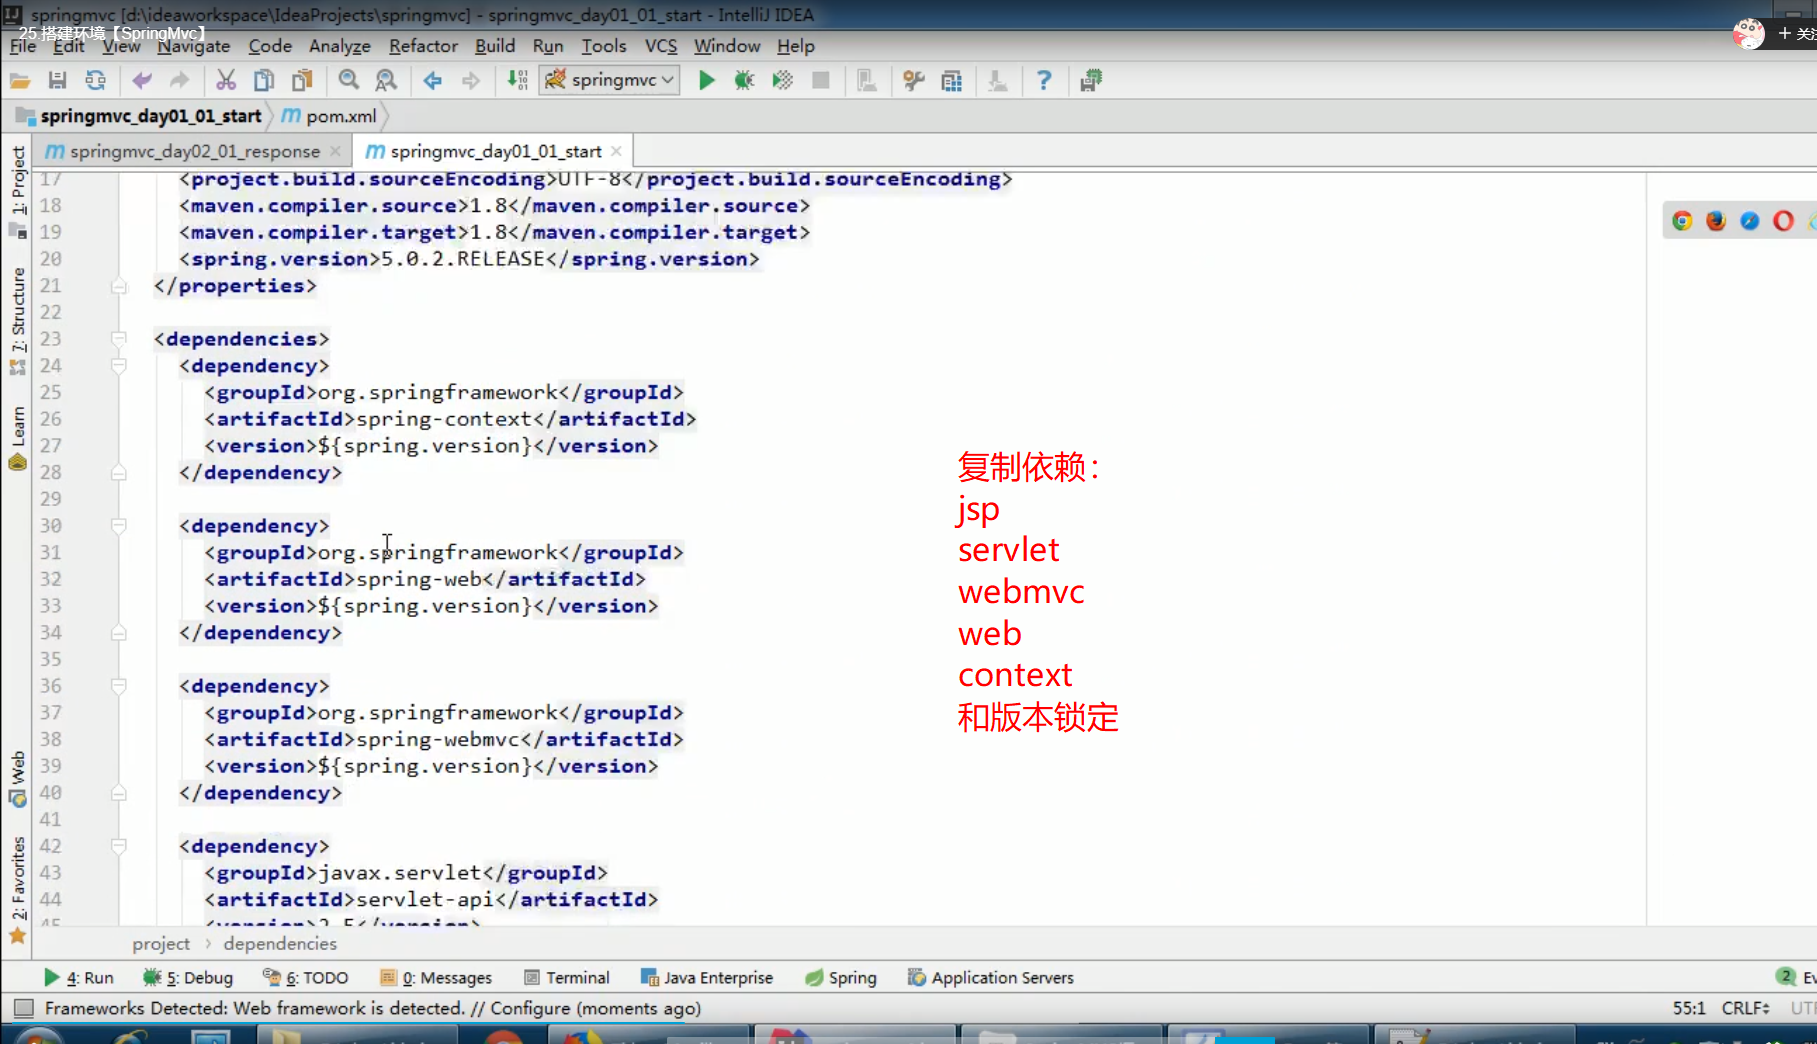 springmvc [d:\ideaworkspace\IdeaProjects\springmvc] - springmvc_day01_01_start - IntelliJ IDEA
25.搭建环境【SpringMvc】
关注
File Edit View Navigate Code Analyze Refactor Build Run Tools VCS Window Help
springmvc
springmvc_day01_01_start pom.xml
springmvc_day02_01_response springmvc_day01_01_start
1: Project
7: Structure
Learn
Web
2: Favorites
17 <project.build.sourceEncoding>UTF-8</project.build.sourceEncoding>
18 <maven.compiler.source>1.8</maven.compiler.source>
19 <maven.compiler.target>1.8</maven.compiler.target>
20 <spring.version>5.0.2.RELEASE</spring.version>
21 </properties>
22
23 <dependencies>
24 <dependency>
25 <groupId>org.springframework</groupId>
26 <artifactId>spring-context</artifactId>
27 <version>${spring.version}</version>
28 </dependency>
29
30 <dependency>
31 <groupId>org.springframework</groupId>
32 <artifactId>spring-web</artifactId>
33 <version>${spring.version}</version>
34 </dependency>
35
36 <dependency>
37 <groupId>org.springframework</groupId>
38 <artifactId>spring-webmvc</artifactId>
39 <version>${spring.version}</version>
40 </dependency>
41
42 <dependency>
43 <groupId>javax.servlet</groupId>
44 <artifactId>servlet-api</artifactId>
45 <version>2.5</version>
复制依赖：
jsp
servlet
webmvc
web
context
和版本锁定
project › dependencies
4: Run 5: Debug 6: TODO 0: Messages Terminal Java Enterprise Spring Application Servers 2
Frameworks Detected: Web framework is detected. // Configure (moments ago) 55:1 CRLF